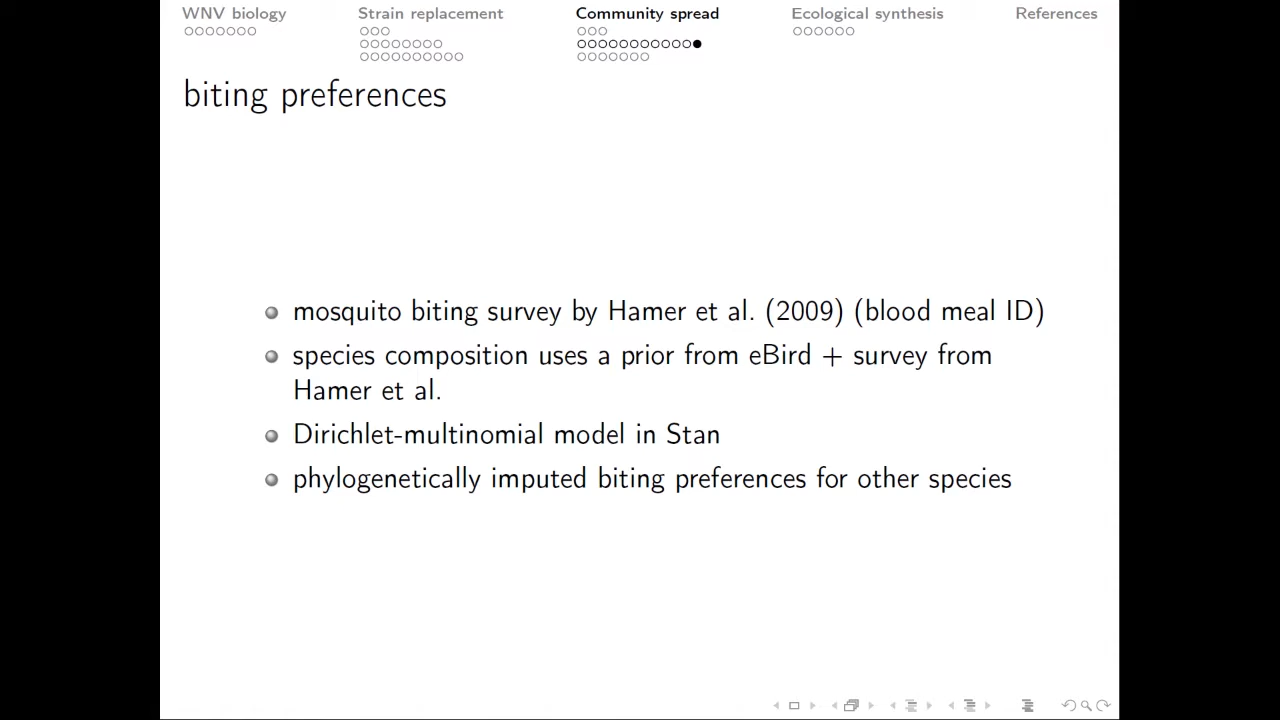 WNV biology
Strain replacement
Community spread
Ecological synthesis
References
biting preferences
mosquito biting survey by Hamer et al. (2009) (blood meal ID)
species composition uses a prior from eBird + survey from
Hamer et al.
Dirichlet-multinomial model in Stan
phylogenetically imputed biting preferences for other species